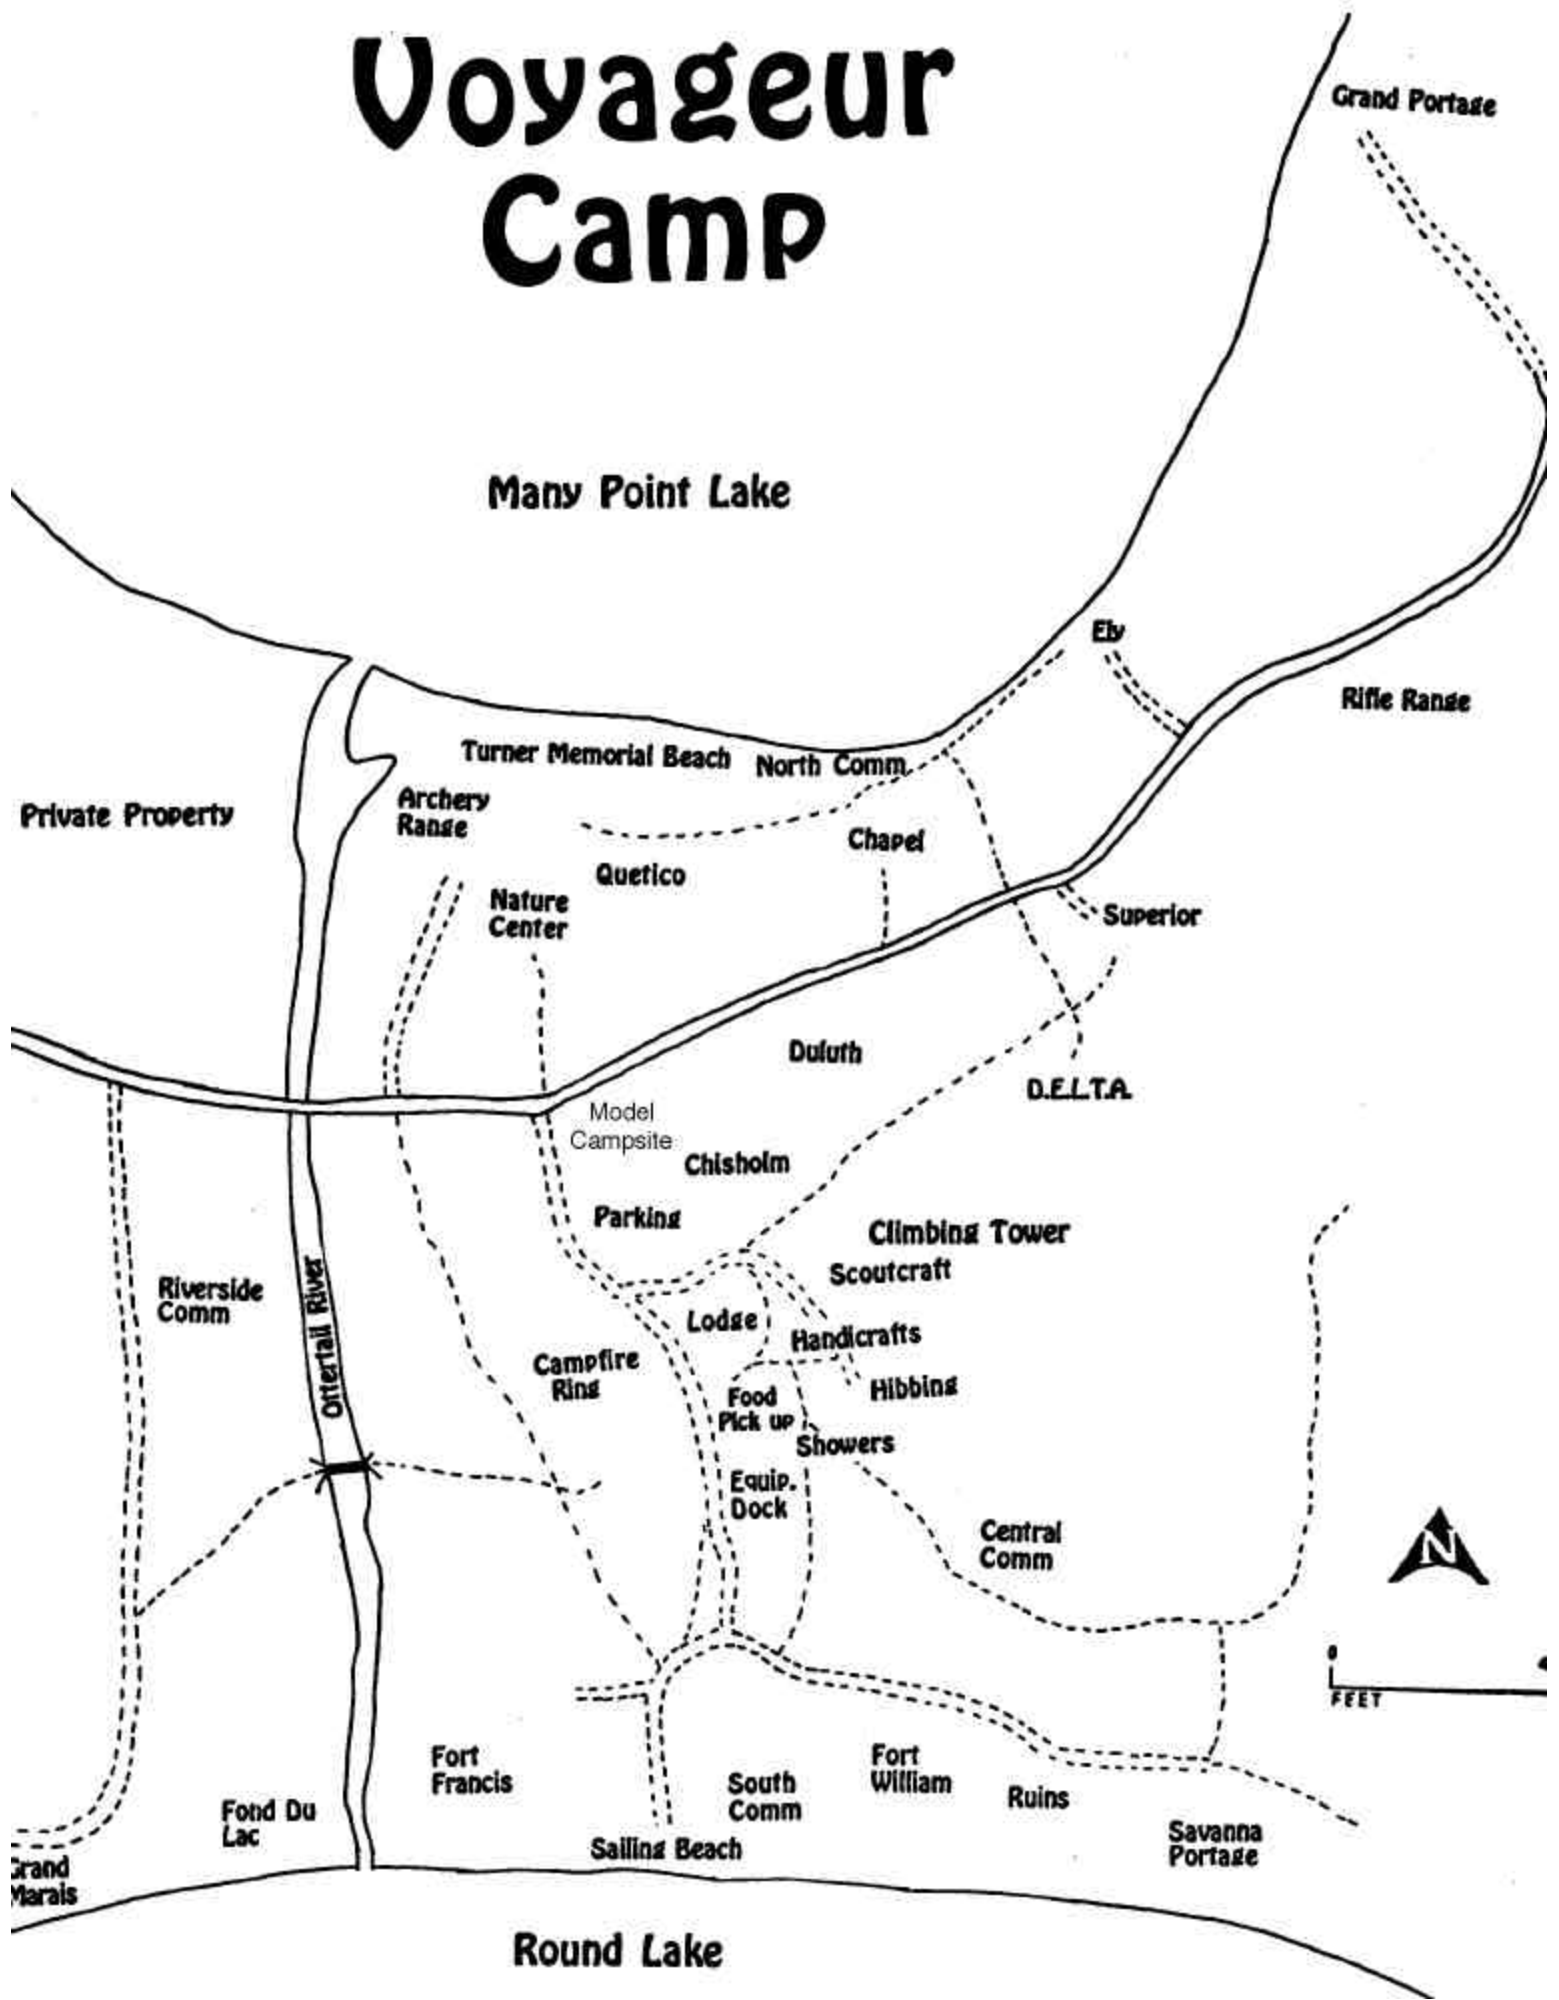 Voyageur
Camp
Grand Portage
Many Point Lake
Ely
Rifle Range
Turner Memorial Beach
North Comm.
Private Property
Archery
Range
Chapel
Quetico
Nature
Center
Superior
Duluth
D.E.L.T.A.
Model
Campsite
Chisholm
Parking
Climbing Tower
Scoutcraft
Riverside
Comm
Ottertail River
Lodge
Handicrafts
Campfire
Ring
Hibbing
Food
Pick up
Showers
Equip.
Dock
Central
Comm
N
0
FEET
Fort
Francis
Fort
William
South
Comm
Ruins
Fond Du
Lac
Sailing Beach
Savanna
Portage
Grand
Marais
Round Lake